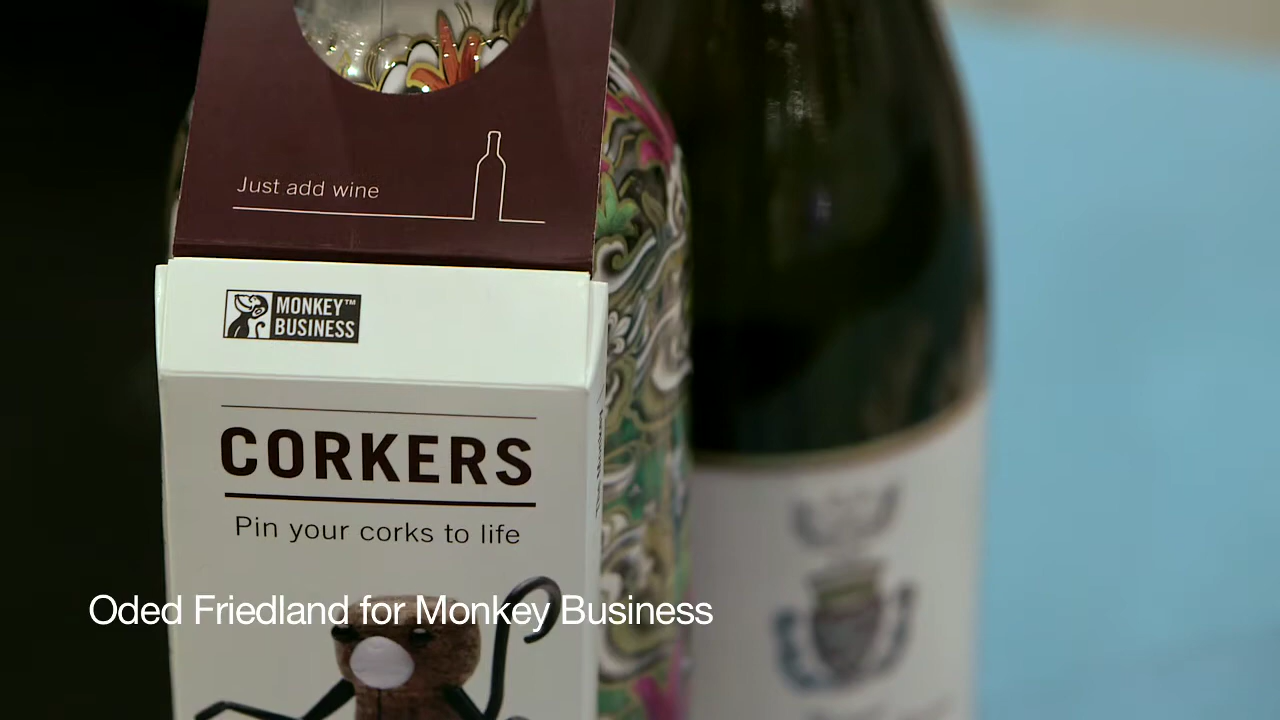 Just add wine
MONKEY™
BUSINESS
CORKERS
Pin your corks to life
Oded Friedland for Monkey Business